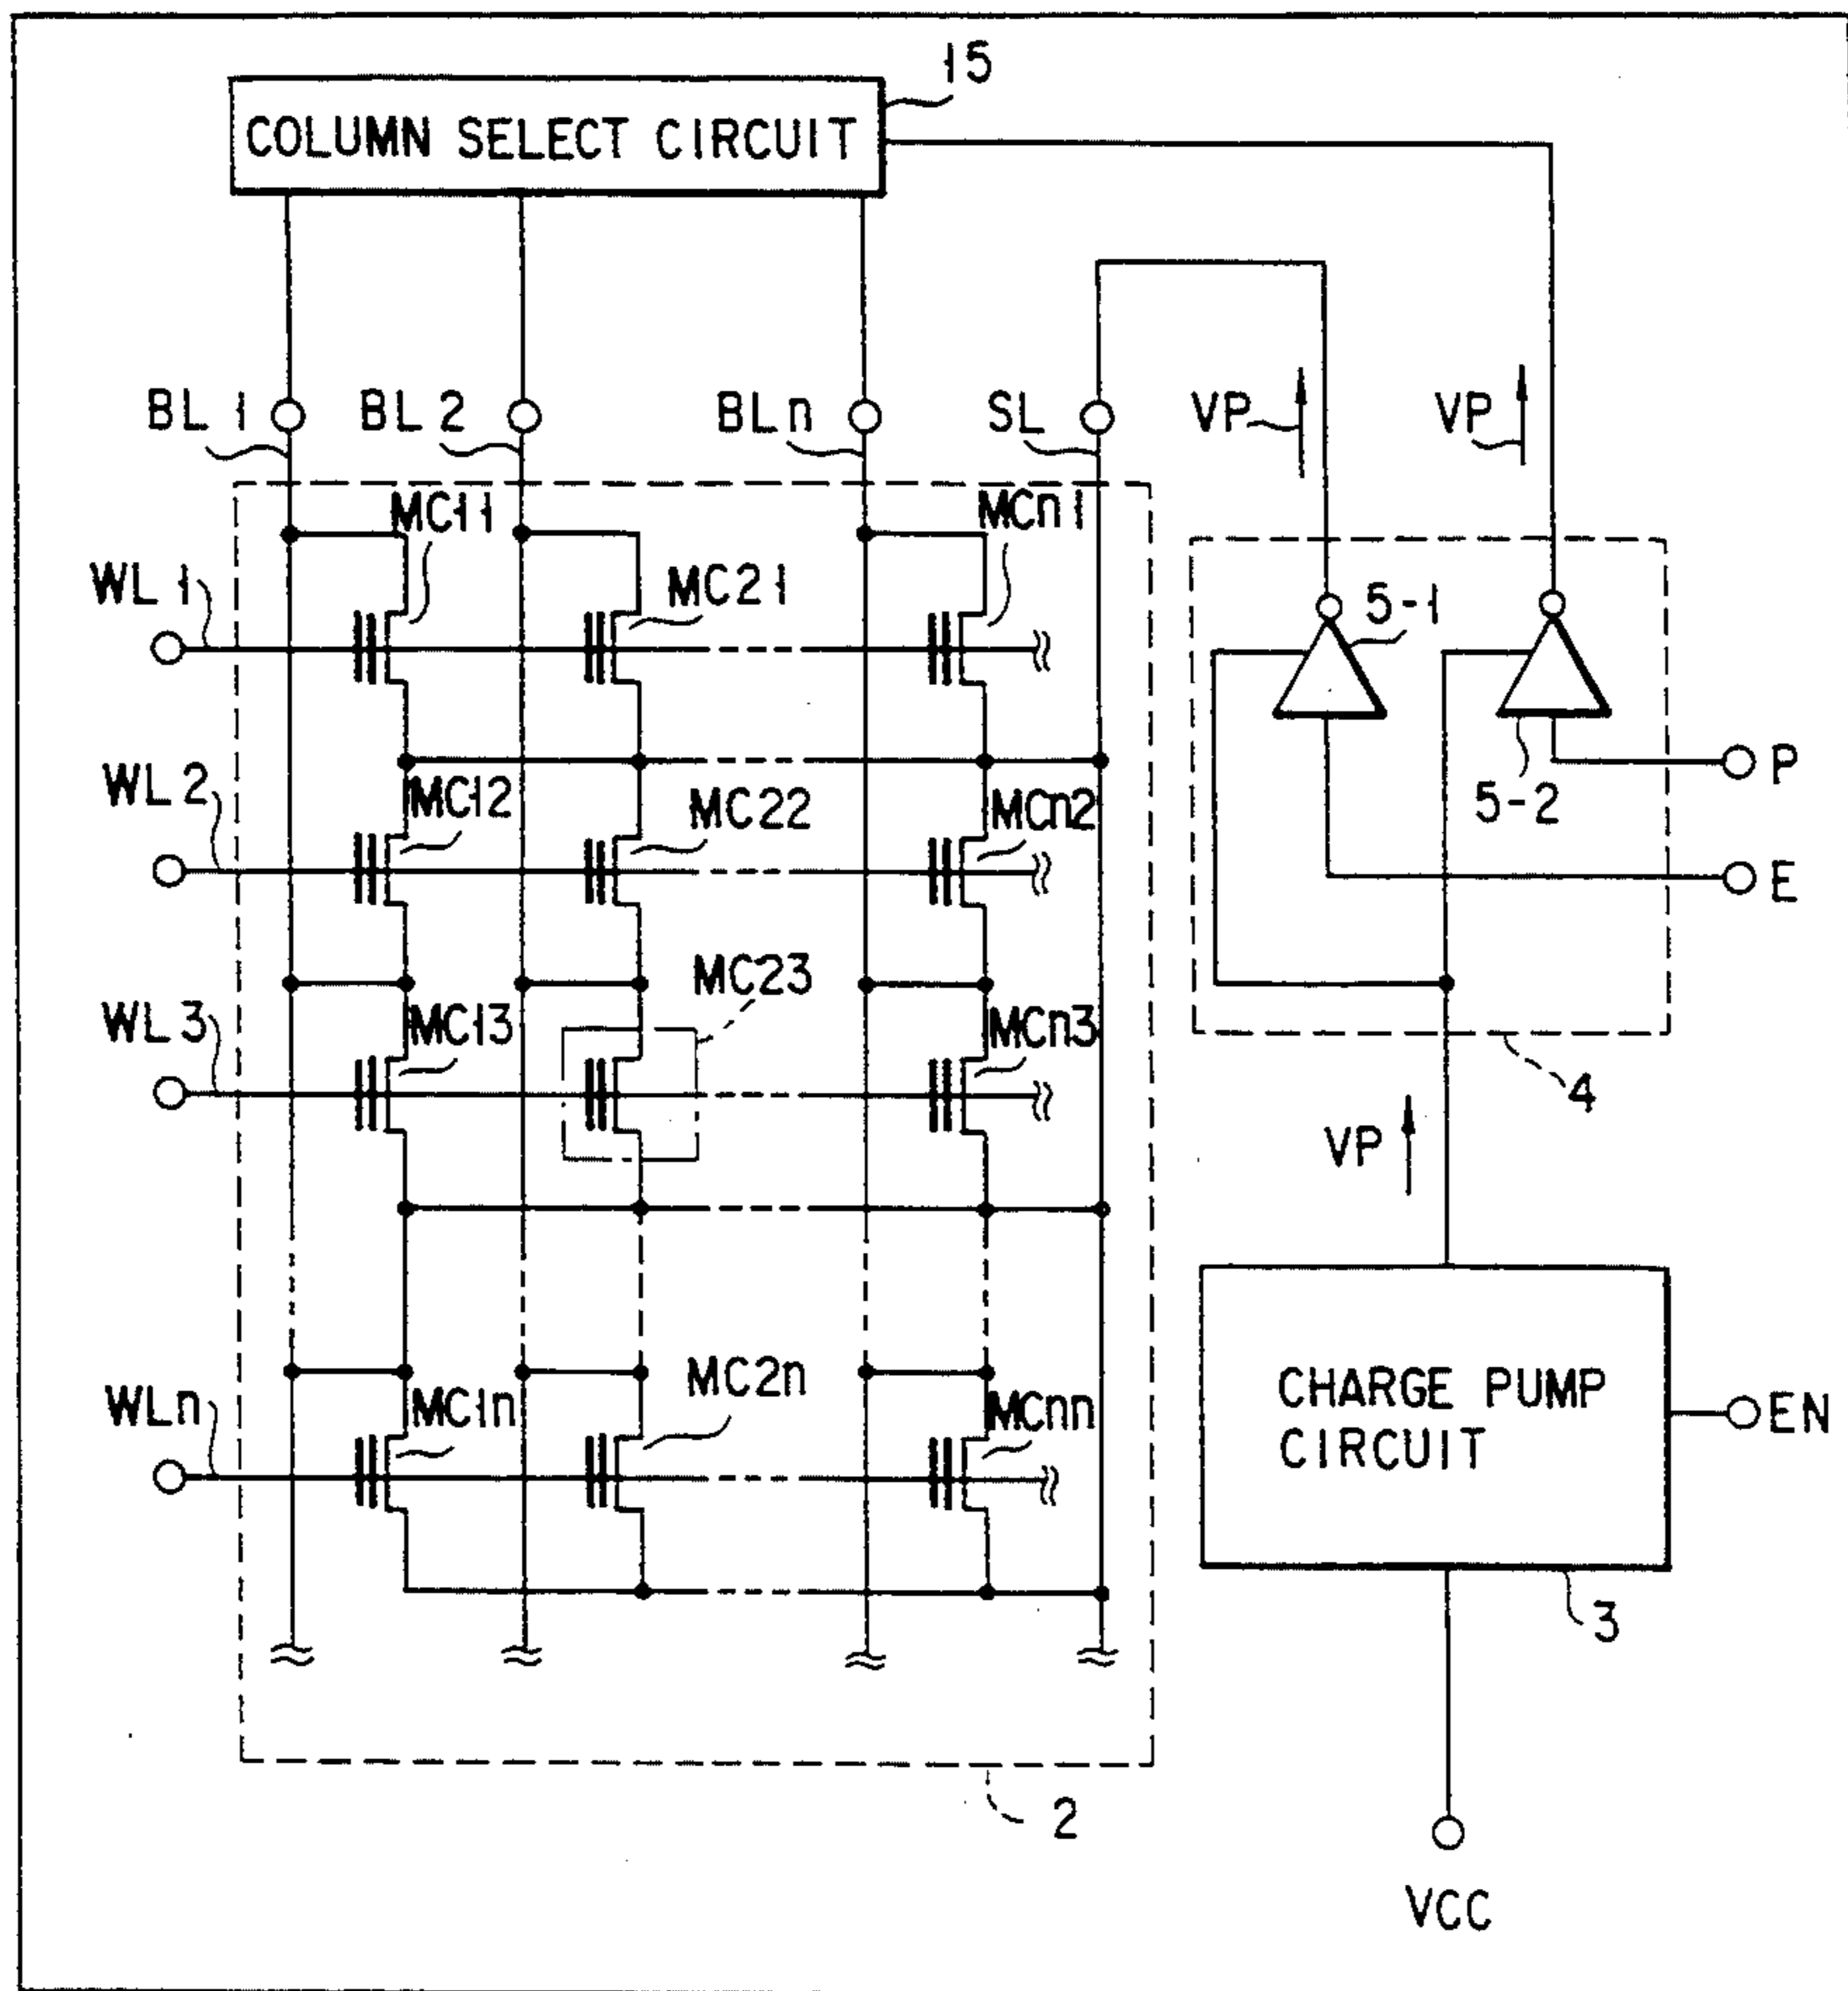 15
COLUMN SELECT CIRCUIT
BL1
BL2
BLn
SL
VP
VP
MC11
MCn1
WL1
MC21
5-1
P
WL2
MC12
MC22
MCn2
5-2
E
MC23
WL3
MC13
MCn3
4
VP
CHARGE PUMP
CIRCUIT
EN
WLn
MC1n
MC2n
MCnn
3
2
VCC